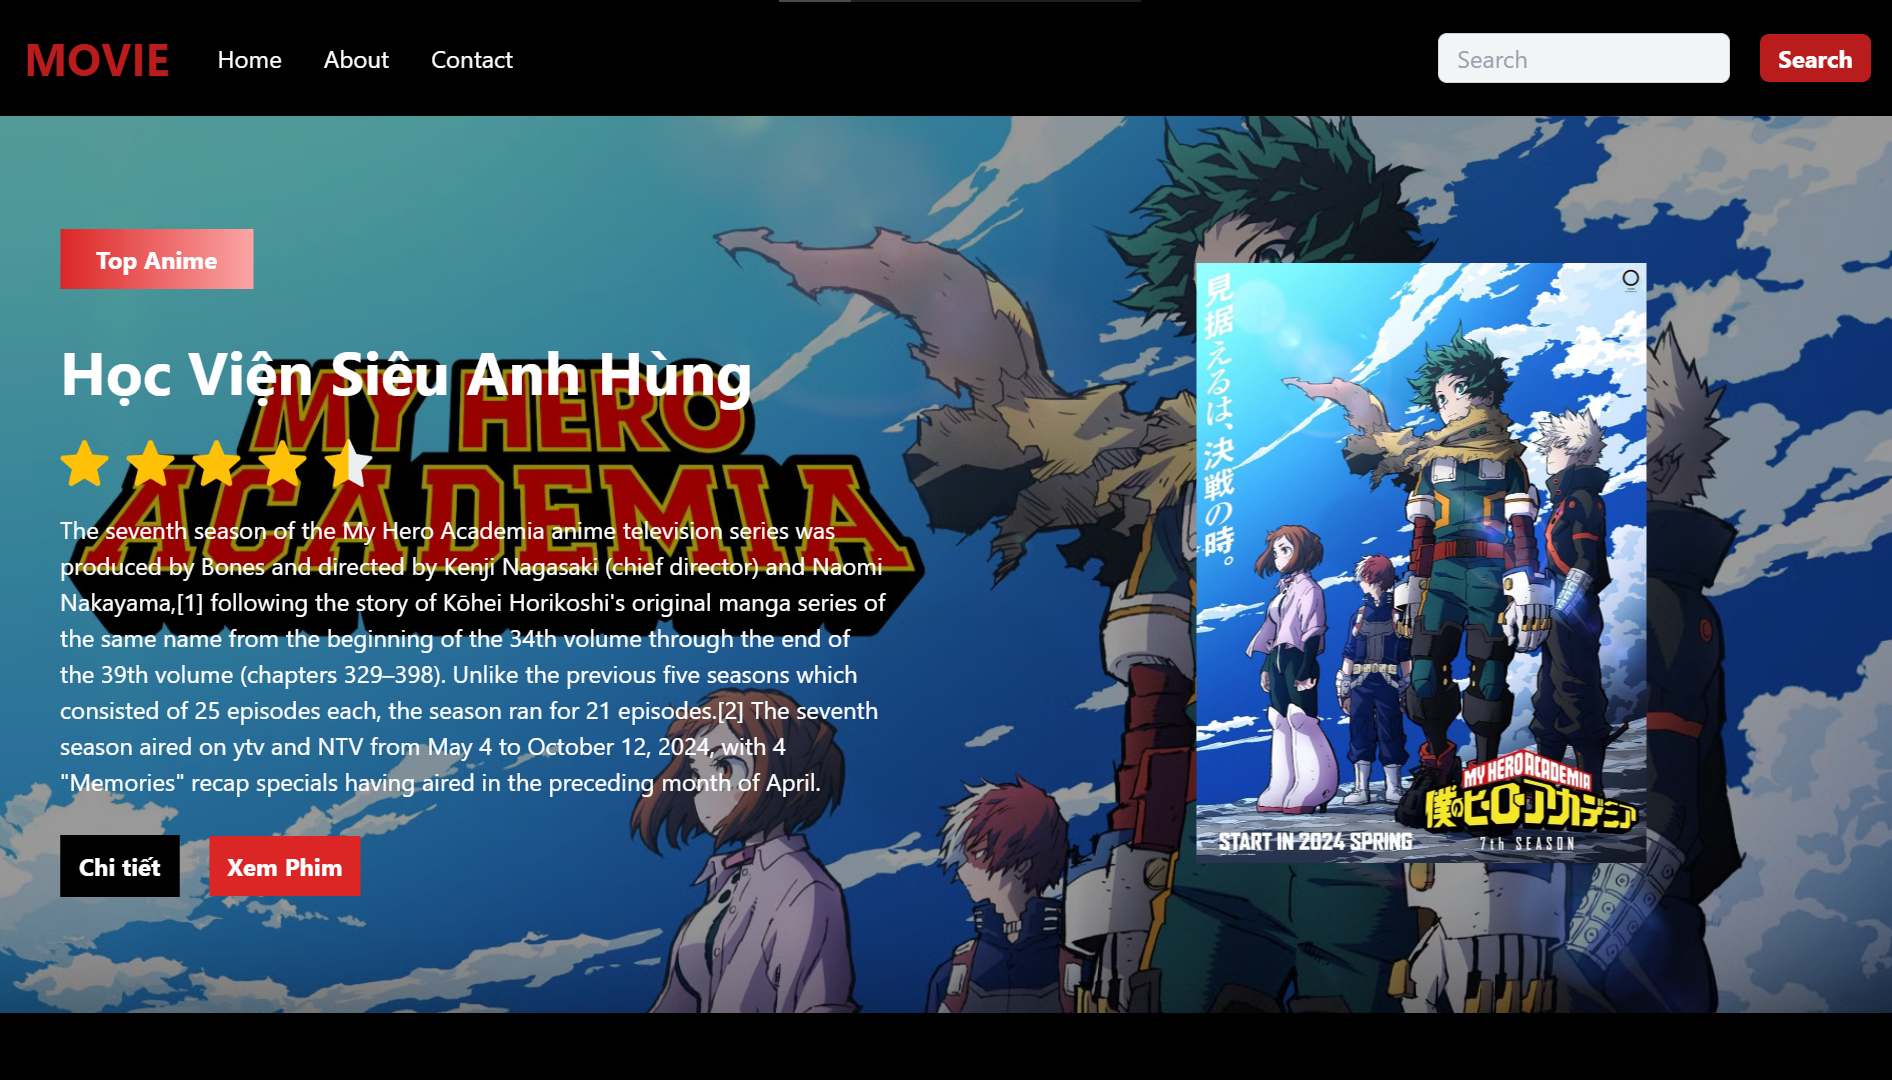 MOVIE
Home
About
Contact
Search
Search
Top Anime
Học Viện Siêu Anh Hùng
MY HERO
ACADEMIA
The seventh season of the My Hero Academia anime television series was
produced by Bones and directed by Kenji Nagasaki (chief director) and Naomi
Nakayama,[1] following the story of Kōhei Horikoshi's original manga series of
the same name from the beginning of the 34th volume through the end of
the 39th volume (chapters 329–398). Unlike the previous five seasons which
consisted of 25 episodes each, the season ran for 21 episodes.[2] The seventh
season aired on ytv and NTV from May 4 to October 12, 2024, with 4
"Memories" recap specials having aired in the preceding month of April.
Chi tiết
Xem Phim
見据えるは、決戦の時。
MY HERO ACADEMIA
僕のヒーローアカデミア
START IN 2024 SPRING
7th SEASON